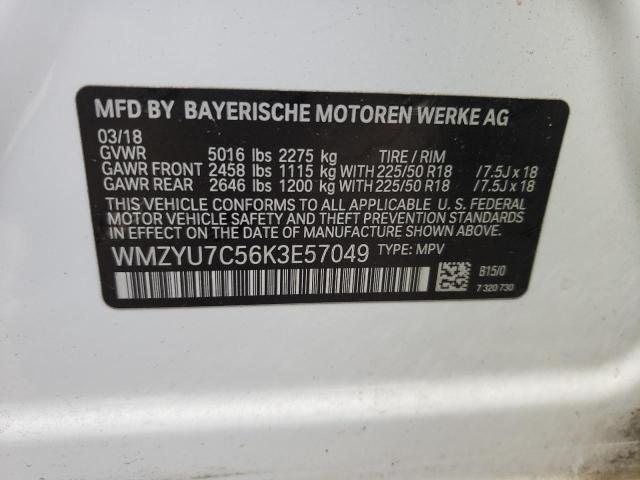 MFD BY BAYERISCHE MOTOREN WERKE AG
03/18
GVWR 5016 lbs 2275 kg TIRE / RIM
GAWR FRONT 2458 lbs 1115 kg WITH 225/50 R18 /7.5J x 18
GAWR REAR 2646 lbs 1200 kg WITH 225/50 R18 /7.5J x 18
THIS VEHICLE CONFORMS TO ALL APPLICABLE U. S. FEDERAL
MOTOR VEHICLE SAFETY AND THEFT PREVENTION STANDARDS
IN EFFECT ON THE DATE OF MANUFACTURE SHOWN ABOVE.
WMZYU7C56K3E57049 TYPE: MPV
B15/0
7 320 730